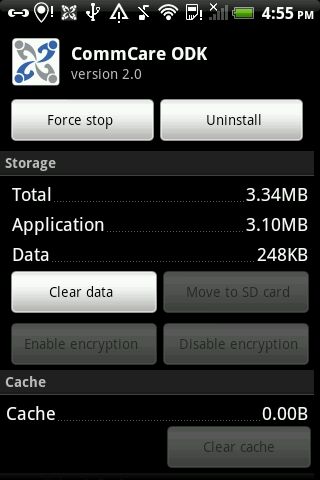 4:55 PM
CommCare ODK
version 2.0
Force stop Uninstall
Storage
Total 3.34MB
Application 3.10MB
Data 248KB
Clear data Move to SD card
Enable encryption Disable encryption
Cache
Cache 0.00B
Clear cache